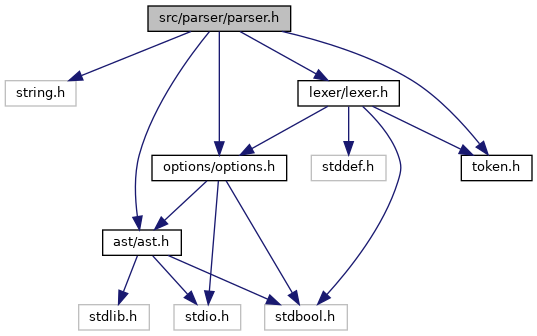 src/parser/parser.h
string.h
lexer/lexer.h
options/options.h
stddef.h
token.h
ast/ast.h
stdlib.h
stdio.h
stdbool.h